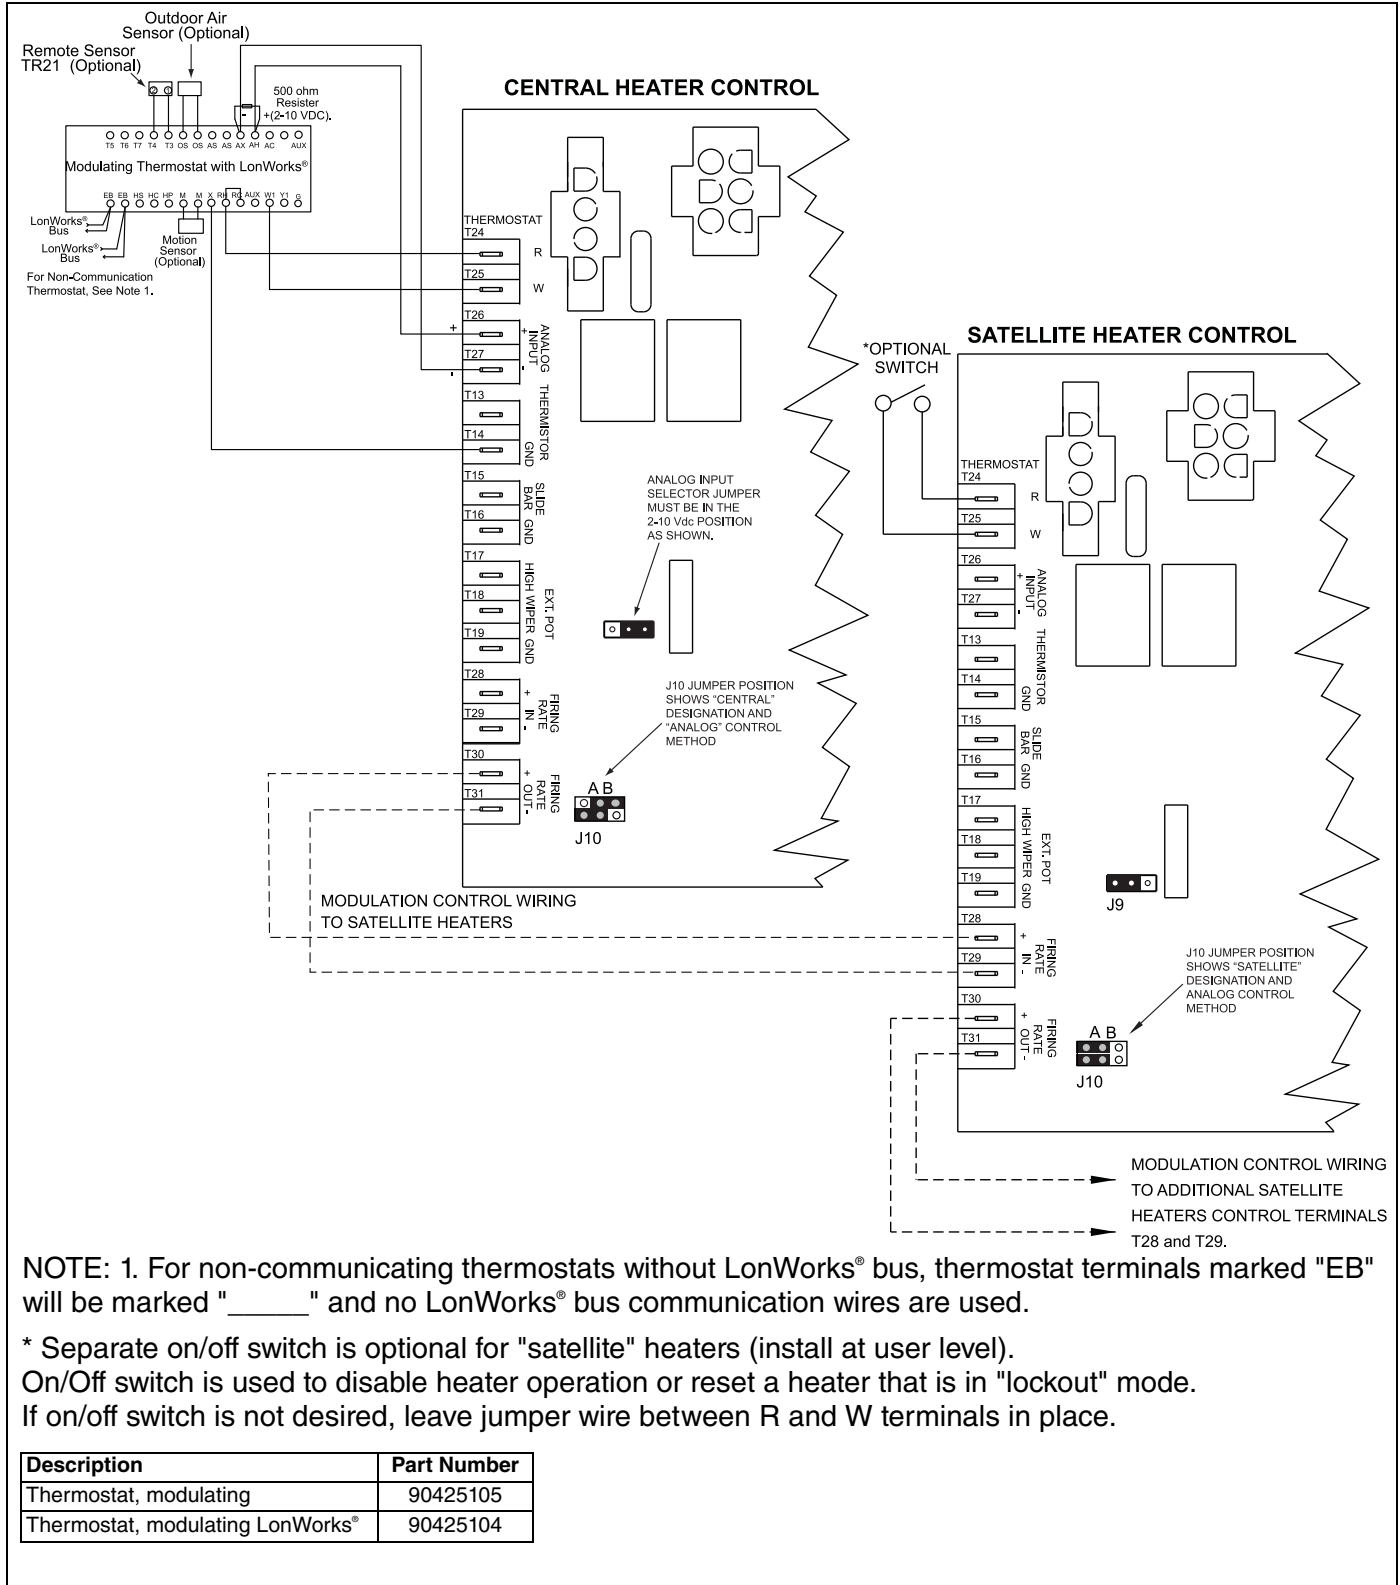 Outdoor Air
Sensor (Optional)
Remote Sensor
TR21 (Optional)
500 ohm
Resister
- +(2-10 VDC).
T5 T6 T7 T4 T3 OS OS AS AS AX AH AC AUX
Modulating Thermostat with LonWorks®
EB EB HS HC HP M M X RH RC AUX W1 Y1 G
LonWorks®
Bus
LonWorks®
Bus
Motion
Sensor
(Optional)
For Non-Communication
Thermostat, See Note 1.
CENTRAL HEATER CONTROL
THERMOSTAT
T24
R
T25
W
T26
+
T27
-
ANALOG
INPUT
+ -
T13
THERMISTOR
T14
GND
T15
SLIDE
BAR
T16
GND
T17
HIGH
T18
WIPER
EXT. POT
T19
GND
T28
+
FIRING
RATE
IN
T29
-
T30
+
FIRING
RATE
OUT
T31
-
ANALOG INPUT
SELECTOR JUMPER
MUST BE IN THE
2-10 Vdc POSITION
AS SHOWN.
J10 JUMPER POSITION
SHOWS "CENTRAL"
DESIGNATION AND
"ANALOG" CONTROL
METHOD
A B
J10
MODULATION CONTROL WIRING
TO SATELLITE HEATERS
SATELLITE HEATER CONTROL
*OPTIONAL
SWITCH
THERMOSTAT
T24
R
T25
W
T26
+
ANALOG
INPUT
T27
-
T13
THERMISTOR
T14
GND
T15
SLIDE
BAR
T16
GND
T17
HIGH
T18
WIPER
EXT. POT
T19
GND
T28
+
FIRING
RATE
IN
T29
-
T30
+
FIRING
RATE
OUT
T31
-
J9
J10 JUMPER POSITION
SHOWS "SATELLITE"
DESIGNATION AND
ANALOG CONTROL
METHOD
A B
J10
MODULATION CONTROL WIRING
TO ADDITIONAL SATELLITE
HEATERS CONTROL TERMINALS
T28 and T29.
NOTE: 1. For non-communicating thermostats without LonWorks® bus, thermostat terminals marked "EB"
will be marked "_____" and no LonWorks® bus communication wires are used.
* Separate on/off switch is optional for "satellite" heaters (install at user level).
On/Off switch is used to disable heater operation or reset a heater that is in "lockout" mode.
If on/off switch is not desired, leave jumper wire between R and W terminals in place.
Description Part Number
Thermostat, modulating 90425105
Thermostat, modulating LonWorks® 90425104